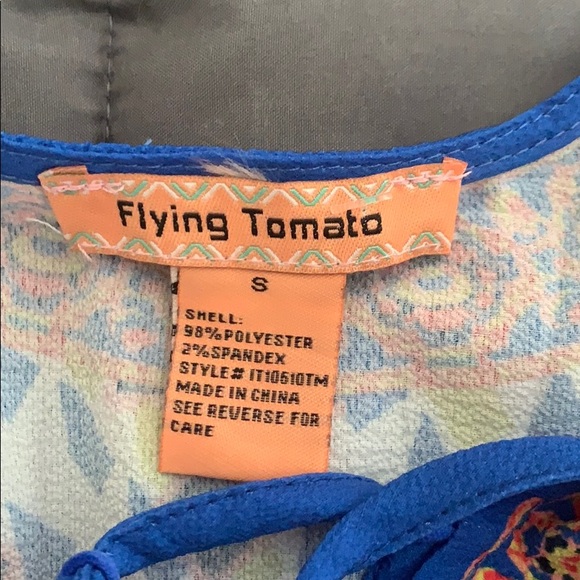 Flying Tomato
S
SHELL:
98%POLYESTER
2%SPANDEX
STYLE# IT10610TM
MADE IN CHINA
SEE REVERSE FOR
CARE